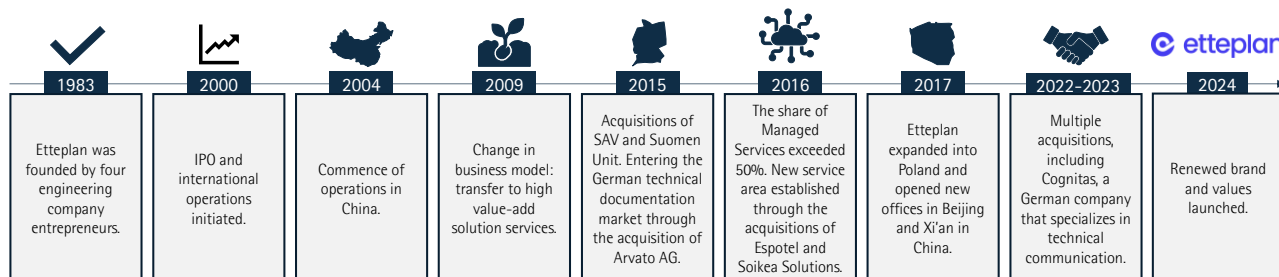 etteplan
1983
Etteplan was
founded by four
engineering
company
entrepreneurs.
2000
IPO and
international
operations
initiated.
2004
Commence of
operations in
China.
2009
Change in
business model:
transfer to high
value-add
solution services.
2015
Acquisitions of
SAV and Suomen
Unit. Entering the
German technical
documentation
market through
the acquisition of
Arvato AG.
2016
The share of
Managed
Services exceeded
50%. New service
area established
through the
acquisitions of
Espotel and
Soikea Solutions.
2017
Etteplan
expanded into
Poland and
opened new
offices in Beijing
and Xi'an in
China.
2022-2023
Multiple
acquisitions,
including
Cognitas, a
German company
that specializes in
technical
communication.
2024
Renewed brand
and values
launched.